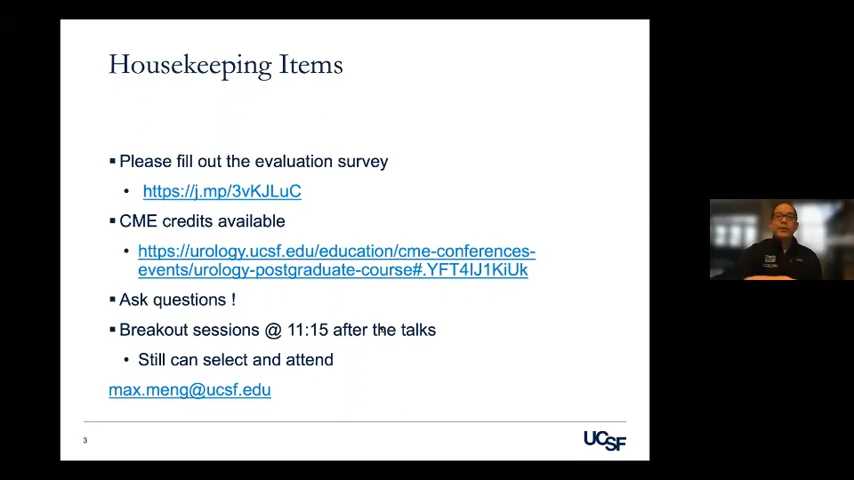 Housekeeping Items
▪ Please fill out the evaluation survey
• https://j.mp/3vKJLuC
▪ CME credits available
• https://urology.ucsf.edu/education/cme-conferences-
events/urology-postgraduate-course#.YFT4IJ1KiUk
▪ Ask questions !
▪ Breakout sessions @ 11:15 after the talks
• Still can select and attend
max.meng@ucsf.edu
3
UCSF